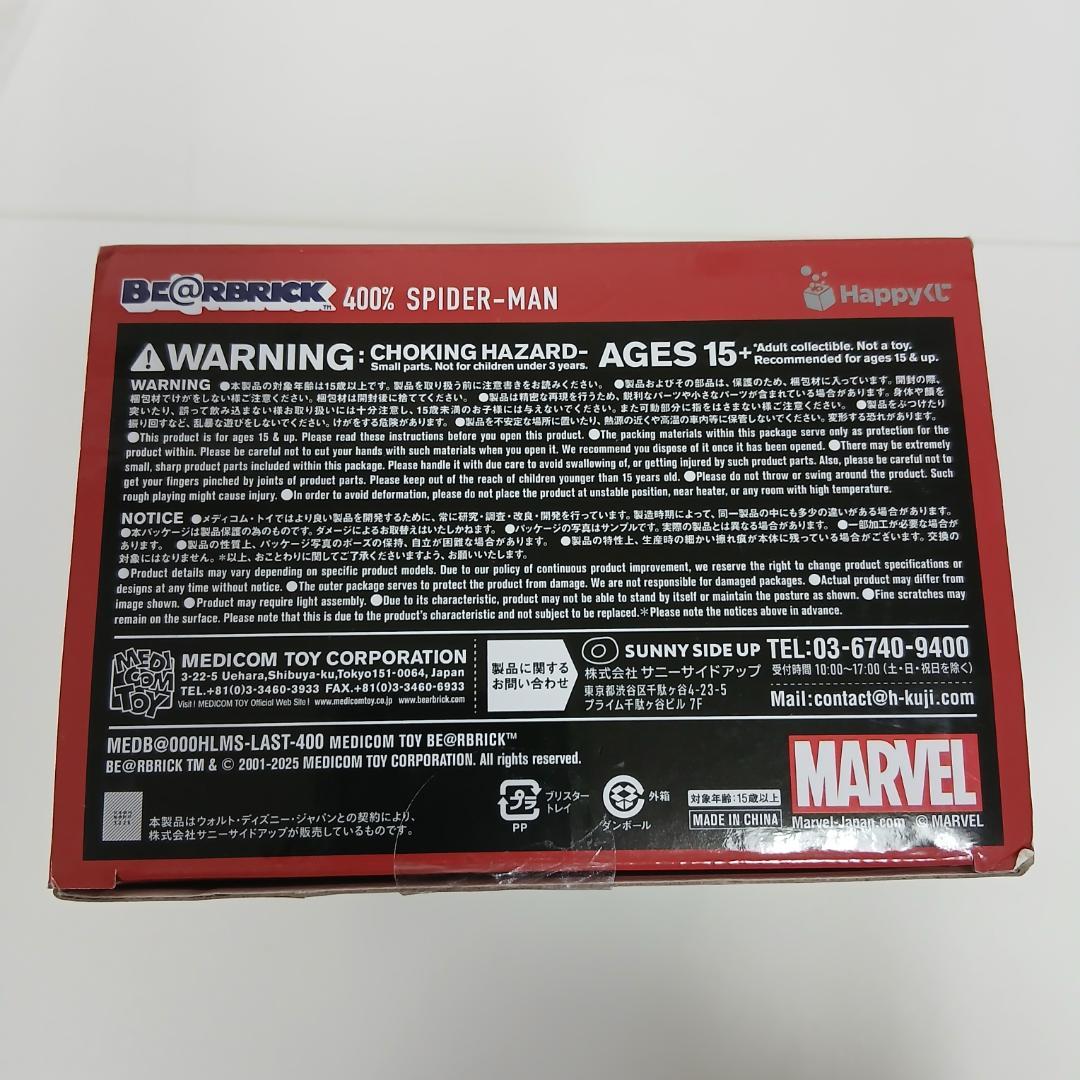 BE@RBRICK TM 400% SPIDER-MAN
Happyくじ
WARNING: CHOKING HAZARD- AGES 15+ *Adult collectible. Not a toy.
Small parts. Not for children under 3 years. Recommended for ages 15 & up.
WARNING ●本製品の対象年齢は15歳以上です。製品を取り扱う前に注意書きをお読みください。 ●製品およびその部品は、保護のため、梱包材に入っています。開封の際、
梱包材でけがをしない様ご注意ください。梱包材は開封後に捨ててください。 ●製品は精密な再現を行うため、鋭利なパーツや小さなパーツが含まれている場合があります。身体や顔を
突いたり、誤って飲み込まない様お取り扱いには十分注意し、15歳未満のお子様には与えないでください。また可動部分に指をはさまない様ご注意ください。 ●製品をぶつけたり
振り回すなど、乱暴な遊びをしないでください。けがをする危険があります。 ●製品を不安定な場所に置いたり、熱源の近くや高温の車内等に保管しないでください。変形する恐れがあります。
●This product is for ages 15 & up. Please read these instructions before you open this product. ●The packing materials within this package serve only as protection for the
product within. Please be careful not to cut your hands with such materials when you open it. We recommend you dispose of it once it has been opened. ●There may be extremely
small, sharp product parts included within this package. Please handle it with due care to avoid swallowing of, or getting injured by such product parts. Also, please be careful not to
get your fingers pinched by joints of product parts. Please keep out of the reach of children younger than 15 years old. ●Please do not throw or swing around the product. Such
rough playing might cause injury. ●In order to avoid deformation, please do not place the product at unstable position, near heater, or any room with high temperature.
NOTICE ●メディコム・トイではより良い製品を開発するために、常に研究・調査・改良・開発を行っています。製造時期によって、同一製品の中にも多少の違いがある場合があります。
●本パッケージは製品保護の為のものです。ダメージによるお取替えはいたしかねます。 ●パッケージの写真はサンプルです。実際の製品とは異なる場合があります。 ●一部加工が必要な場合が
あります。 ●製品の性質上、パッケージ写真のポーズの保持、自立が困難な場合があります。 ●製品の特性上、生産時の細かい擦れ痕が本体に残っている場合がございます。交換の
対象にはなりません。※以上、おことわりに関してご了承くださいますよう、お願いいたします。
●Product details may vary depending on specific product models. Due to our policy of continuous product improvement, we reserve the right to change product specifications or
designs at any time without notice. ●The outer package serves to protect the product from damage. We are not responsible for damaged packages. ●Actual product may differ from
image shown. ●Product may require light assembly. ●Due to its characteristic, product may not be able to stand by itself or maintain the posture as shown. ●Fine scratches may
remain on the surface. Please note that this is due to the product's characteristic and not subject to be replaced.※Please note the notices above in advance.
MEDI COM TOY
MEDICOM TOY CORPORATION
3-22-5 Uehara,Shibuya-ku,Tokyo151-0064, Japan
TEL.+81(0)3-3460-3933 FAX.+81(0)3-3460-6933
Visit! MEDICOM TOY Official Web Site! www.medicomtoy.co.jp www.bearbrick.com
製品に関する
お問い合わせ
SUNNY SIDE UP
株式会社 サニーサイドアップ
東京都渋谷区千駄ヶ谷4-23-5
プライム千駄ヶ谷ビル 7F
TEL:03-6740-9400
受付時間 10:00~17:00 (土・日・祝日を除く)
Mail:contact@h-kuji.com
MEDB@000HLMS-LAST-400 MEDICOM TOY BE@RBRICK™
BE@RBRICK TM & © 2001-2025 MEDICOM TOY CORPORATION. All rights reserved.
本製品はウォルト・ディズニー・ジャパンとの契約により、
株式会社サニーサイドアップが販売しているものです。
プラ
PP
ブリスター
トレイ
外箱
ダンボール
対象年齢:15歳以上
MADE IN CHINA
MARVEL
Marvel-Japan.com © MARVEL